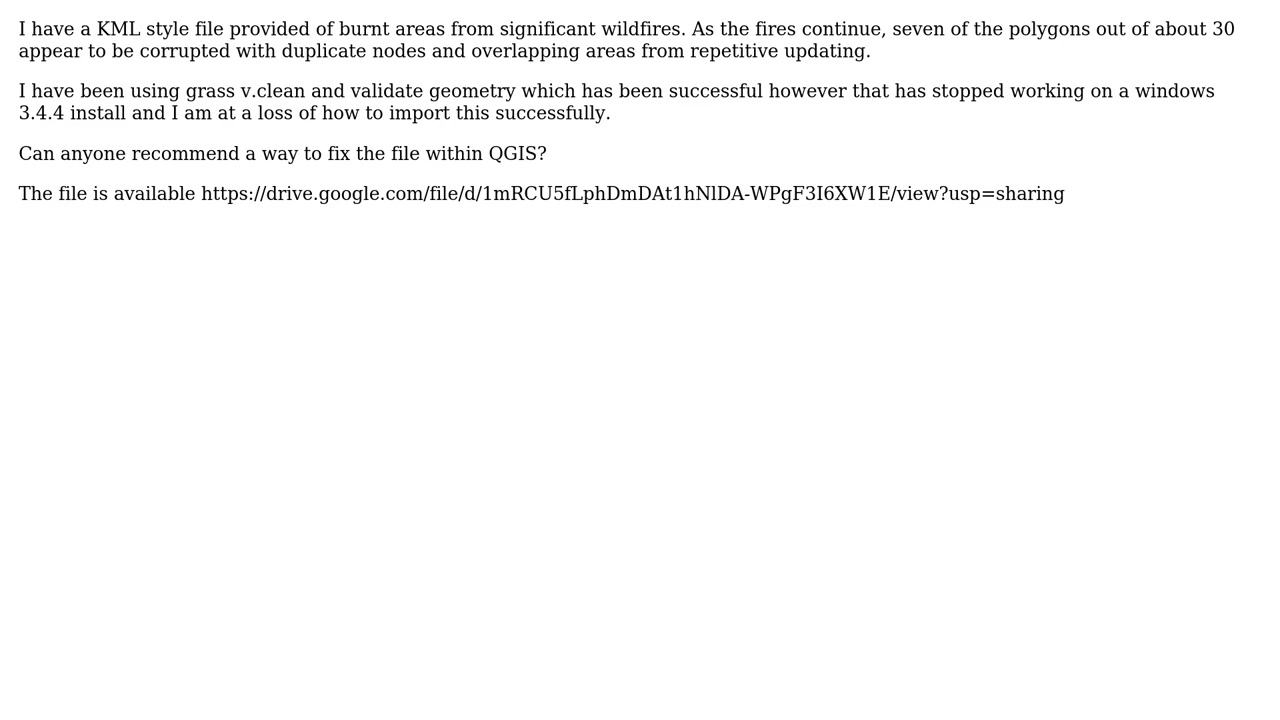 I have a KML style file provided of burnt areas from significant wildfires. As the fires continue, seven of the polygons out of about 30
appear to be corrupted with duplicate nodes and overlapping areas from repetitive updating.
I have been using grass v.clean and validate geometry which has been successful however that has stopped working on a windows
3.4.4 install and I am at a loss of how to import this successfully.
Can anyone recommend a way to fix the file within QGIS?
The file is available https://drive.google.com/file/d/1mRCU5fLphDmDAt1hNlDA-WPgF3I6XW1E/view?usp=sharing